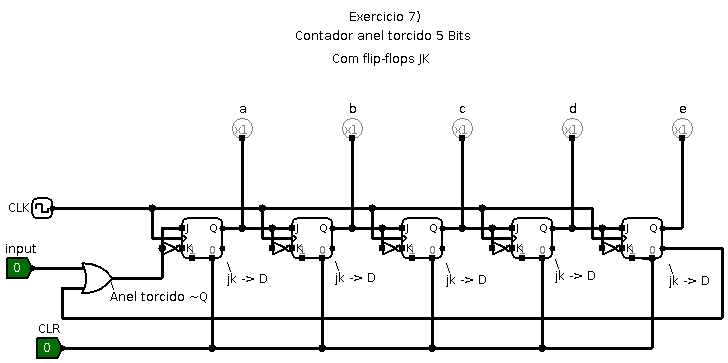 Exercicio 7)
Contador anel torcido 5 Bits
Com flip-flops JK
a b c d e
x1 x1 x1 x1 x1
CLK
J Q J Q J Q J Q J Q
K 0 K 0 K 0 K 0 K 0
input
0
jk -> D jk -> D jk -> D jk -> D jk -> D
Anel torcido ~Q
CLR
0